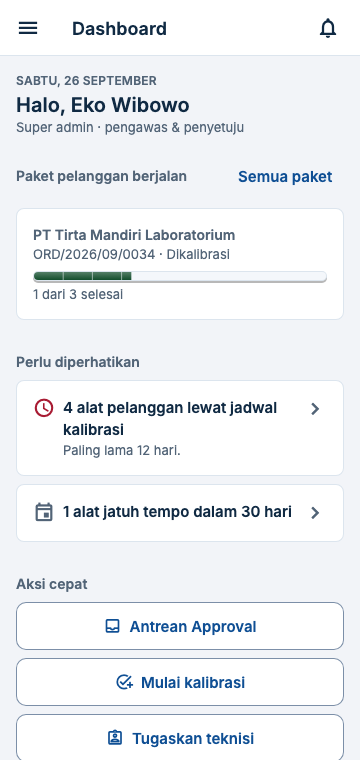 Dashboard
SABTU, 26 SEPTEMBER
Halo, Eko Wibowo
Super admin · pengawas & penyetuju
Paket pelanggan berjalan
Semua paket
PT Tirta Mandiri Laboratorium
ORD/2026/09/0034 · Dikalibrasi
1 dari 3 selesai
Perlu diperhatikan
4 alat pelanggan lewat jadwal
kalibrasi
Paling lama 12 hari.
1 alat jatuh tempo dalam 30 hari
Aksi cepat
Antrean Approval
Mulai kalibrasi
Tugaskan teknisi